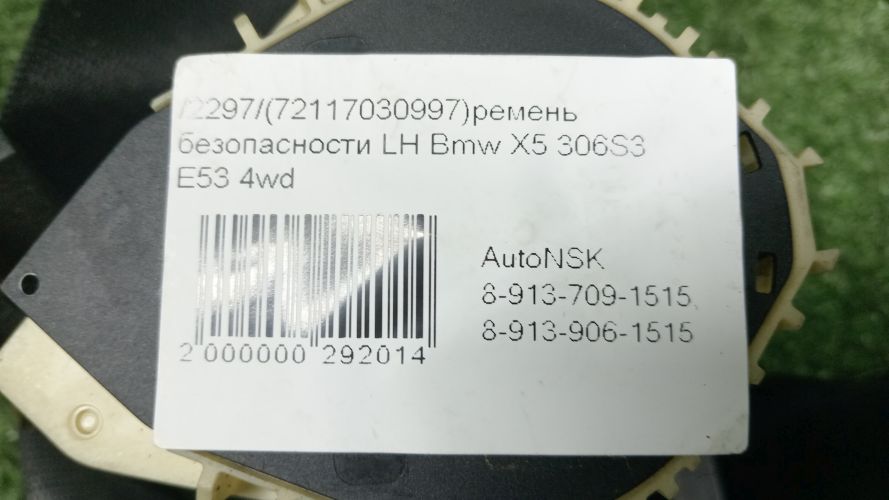 /2297/(72117030997)ремень
безопасности LH Bmw X5 306S3
E53 4wd
AutoNSK
8-913-709-1515
8-913-906-1515
2 000000 292014